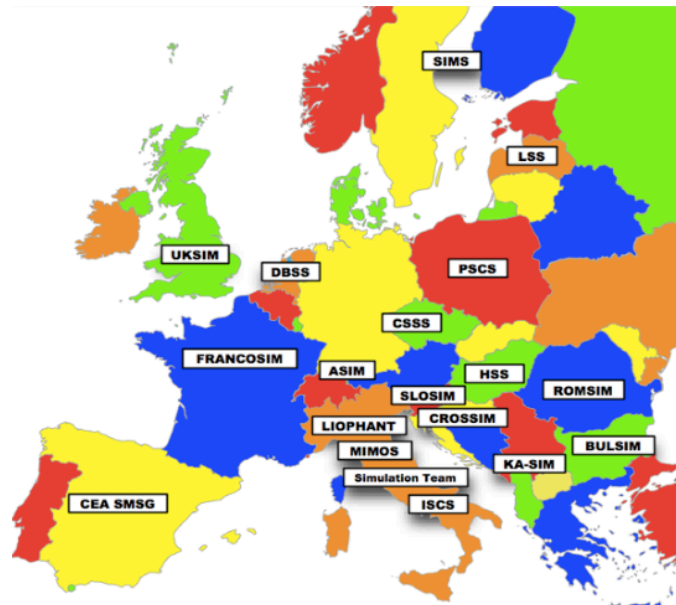 SIMS
LSS
UKSIM
DBSS
PSCS
CSSS
FRANCOSIM
ASIM
HSS
SLOSIM
ROMSIM
CROSSIM
LIOPHANT
BULSIM
MIMOS
KA-SIM
Simulation Team
CEA SMSG
ISCS